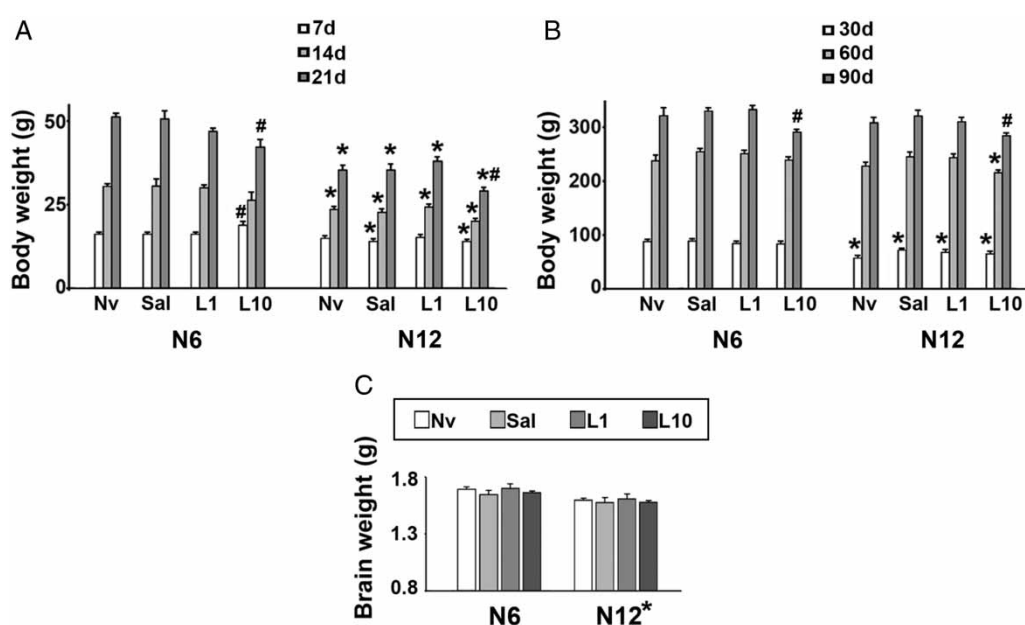 A
7d
14d
21d
Body weight (g)
50
25
0
#
#
*
*
*
*
*
*
*
*
*#
*
*
Nv Sal L1 L10 Nv Sal L1 L10
N6 N12
B
30d
60d
90d
Body weight (g)
300
200
100
0
#
#
*
*
*
*
*
Nv Sal L1 L10 Nv Sal L1 L10
N6 N12
C
Nv Sal L1 L10
Brain weight (g)
1.8
1.3
0.8
N6 N12*